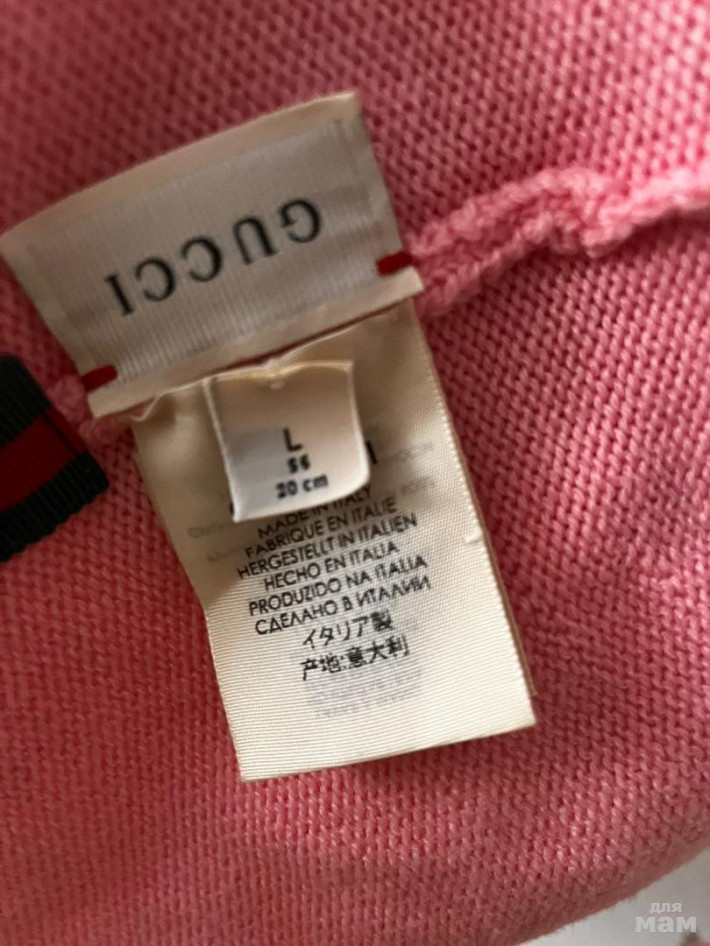 GUCCI
L
56
20 cm
MADE IN ITALY
FABRIQUE EN ITALIE
HERGESTELLT IN ITALIEN
HECHO EN ITALIA
PRODUZIDO NA ITALIA
СДЕЛАНО В ИТАЛИИ
イタリア製
产地:意大利
для
мам